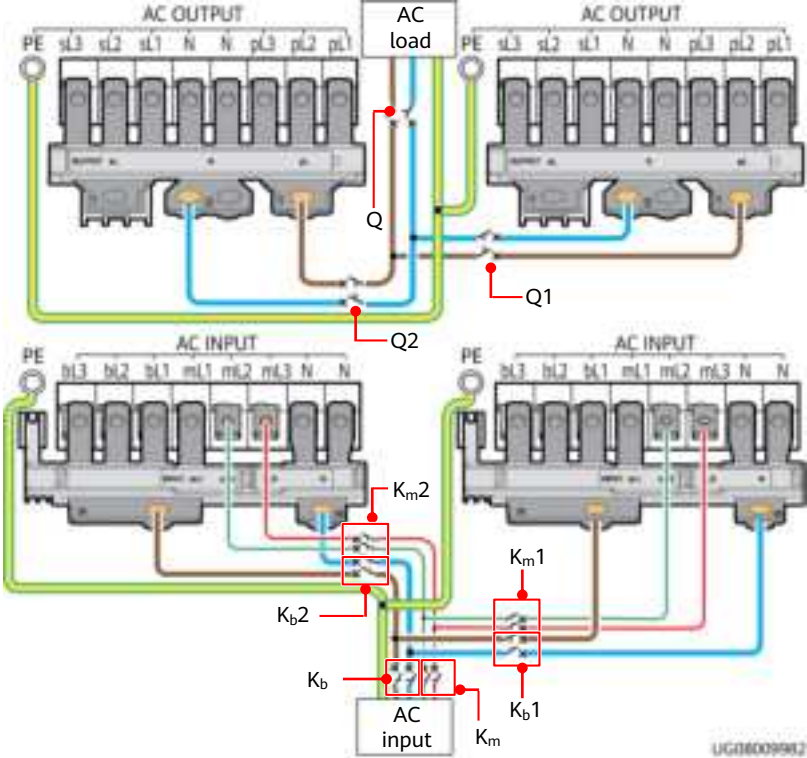 AC OUTPUT
AC load
AC OUTPUT
PE sL3 sL2 sL1 N N pL3 pL2 pL1
PE sL3 sL2 sL1 N N pL3 pL2 pL1
Q
Q1
Q2
AC INPUT
AC INPUT
PE
bL3 bL2 bL1 mL1 mL2 mL3 N N
PE
bL3 bL2 bL1 mL1 mL2 mL3 N N
Km2
Km1
Kb2
Kb
Kb1
Km
AC input
UG08009982